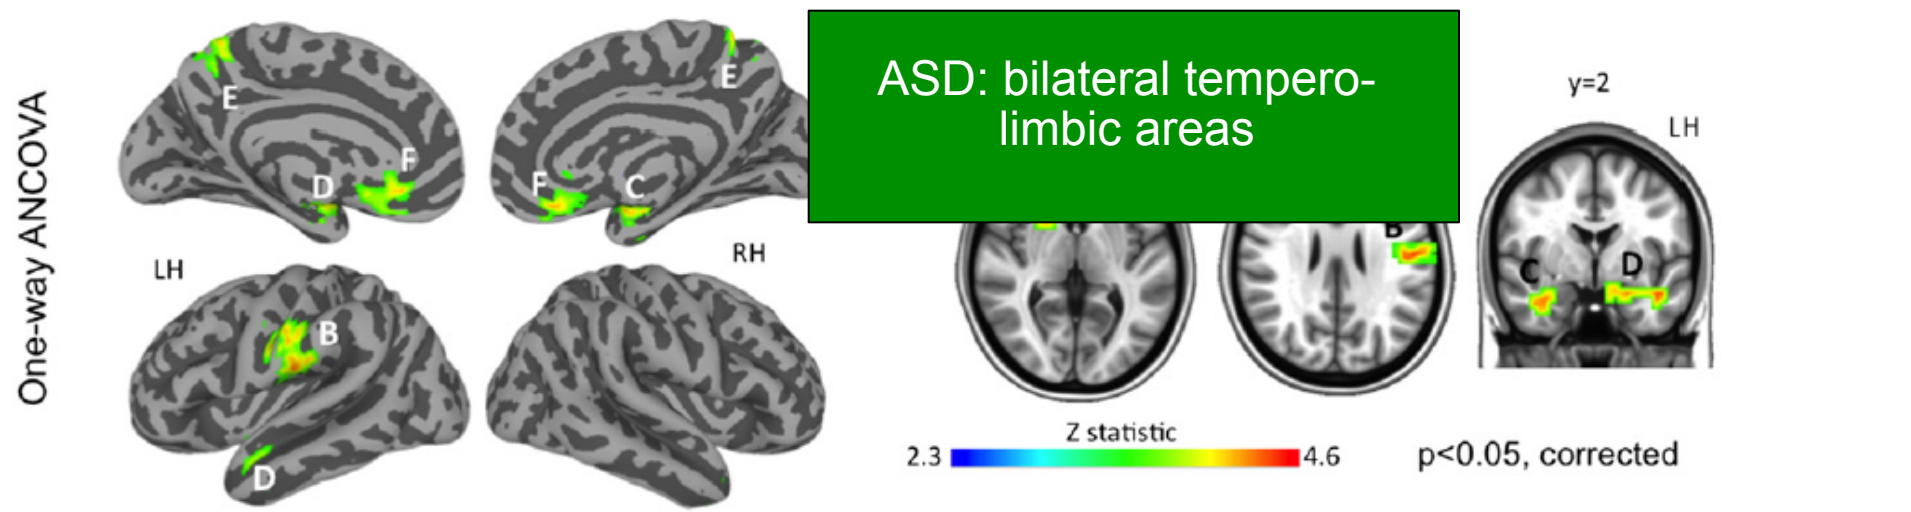 One-way ANCOVA
E
F
D
E
F
C
LH
RH
B
D
ASD: bilateral tempero-
limbic areas
B
y=2
LH
C
D
Z statistic
2.3
4.6
p<0.05, corrected